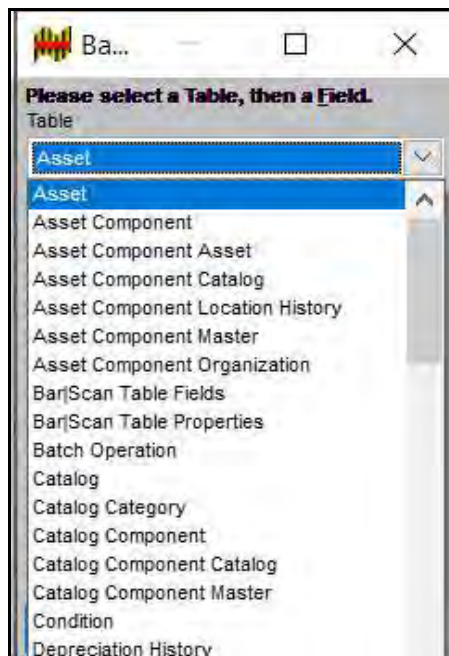 Ba...
Please select a Table, then a Field.
Table
Asset
Asset
Asset Component
Asset Component Asset
Asset Component Catalog
Asset Component Location History
Asset Component Master
Asset Component Organization
Bar|Scan Table Fields
Bar|Scan Table Properties
Batch Operation
Catalog
Catalog Category
Catalog Component
Catalog Component Catalog
Catalog Component Master
Condition
Depreciation History